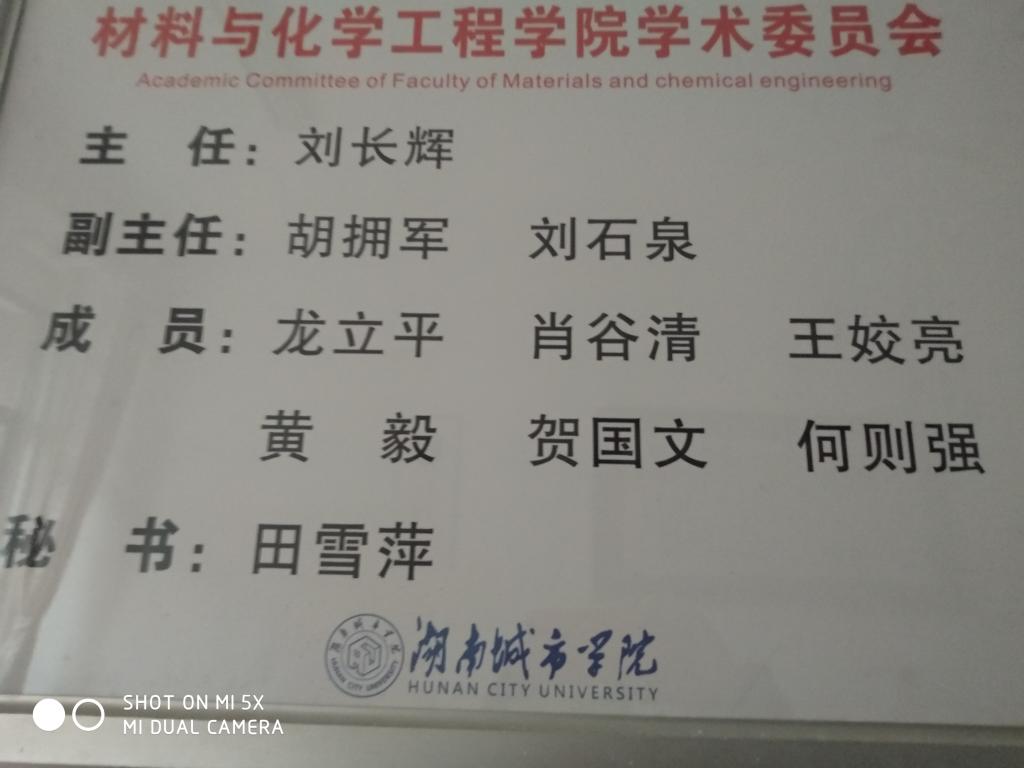 材料与化学工程学院学术委员会
Academic Committee of Faculty of Materials and chemical engineering
主 任：刘长辉
副主任：胡拥军 刘石泉
成 员：龙立平 肖谷清 王姣亮
黄 毅 贺国文 何则强
秘 书：田雪萍
湖南城市学院
HUNAN CITY UNIVERSITY
SHOT ON MI 5X
MI DUAL CAMERA